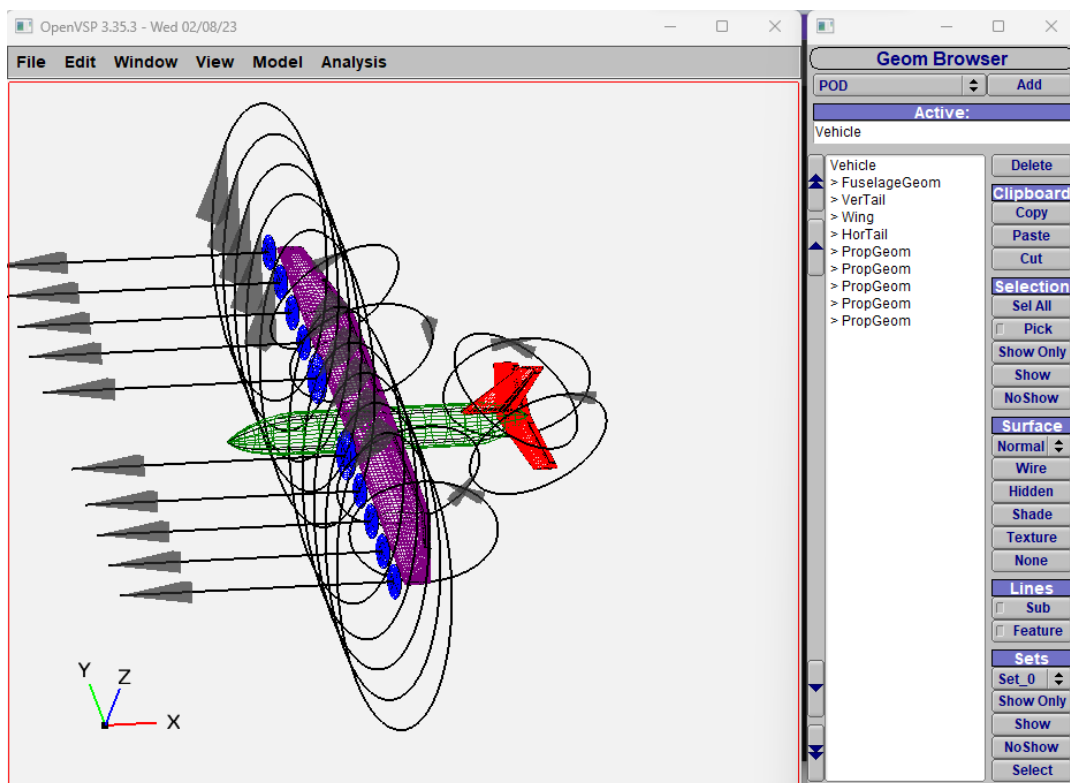 OpenVSP 3.35.3 - Wed 02/08/23
File Edit Window View Model Analysis
Y
Z
X
Geom Browser
POD
Add
Active:
Vehicle
Vehicle
> FuselageGeom
> VerTail
> Wing
> HorTail
> PropGeom
> PropGeom
> PropGeom
> PropGeom
> PropGeom
Delete
Clipboard
Copy
Paste
Cut
Selection
Sel All
Pick
Show Only
Show
NoShow
Surface
Normal
Wire
Hidden
Shade
Texture
None
Lines
Sub
Feature
Sets
Set_0
Show Only
Show
NoShow
Select